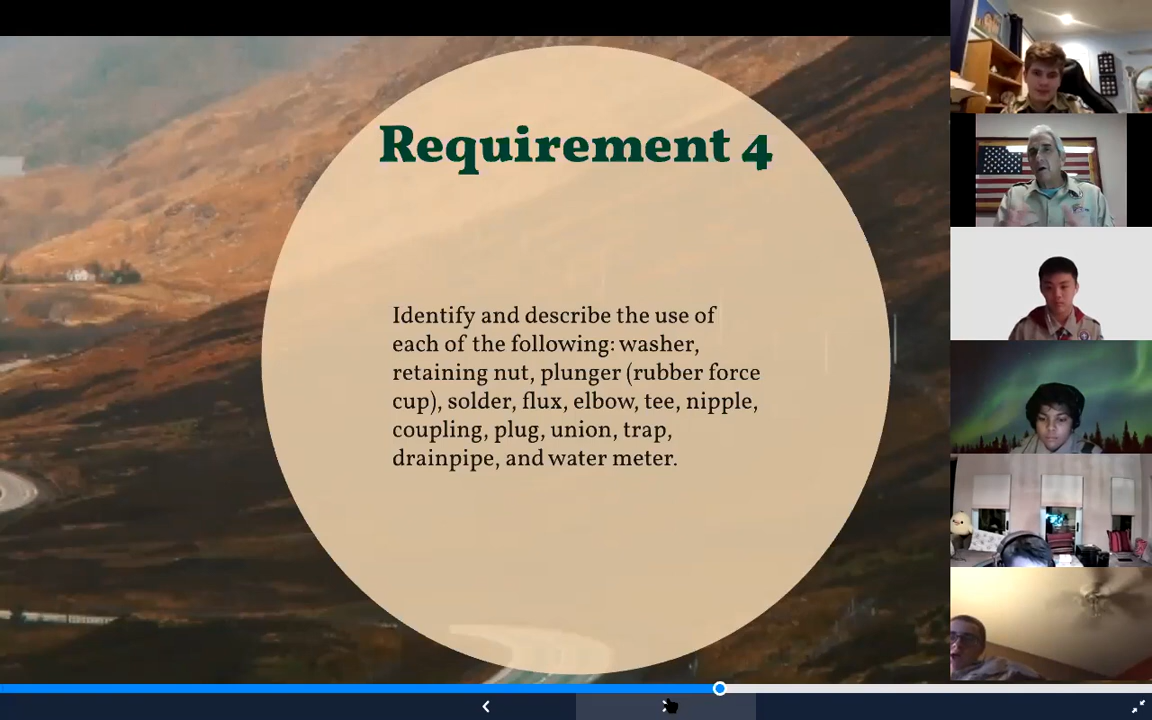 Requirement 4
Identify and describe the use of
each of the following: washer,
retaining nut, plunger (rubber force
cup), solder, flux, elbow, tee, nipple,
coupling, plug, union, trap,
drainpipe, and water meter.